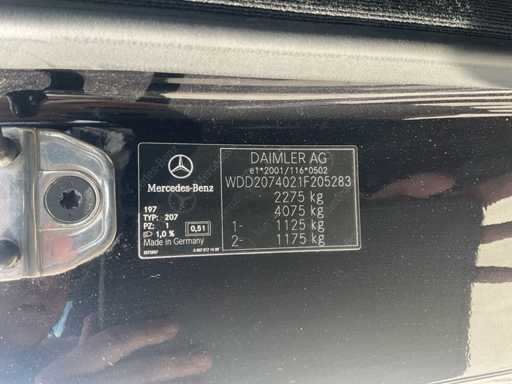 Mercedes-Benz
197
TYP: 207
PZ: 1
1,0 %
0,51
Made in Germany
DAIMLER AG
e1*2001/116*0502
WDD2074021F205283
2275 kg
4075 kg
1- 1125 kg
2- 1175 kg